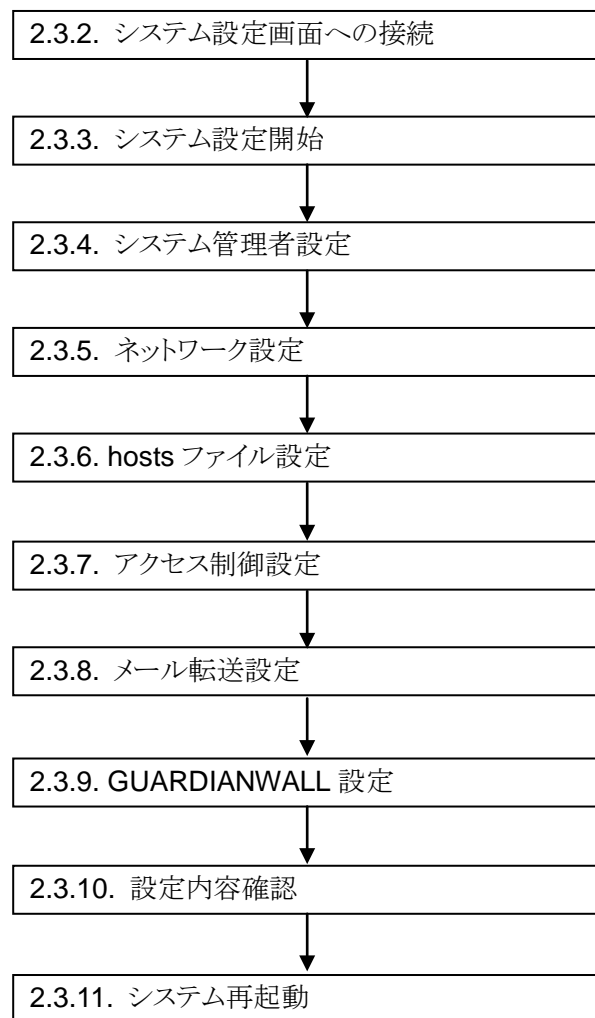 2.3.2. システム設定画面への接続
2.3.3. システム設定開始
2.3.4. システム管理者設定
2.3.5. ネットワーク設定
2.3.6. hosts ファイル設定
2.3.7. アクセス制御設定
2.3.8. メール転送設定
2.3.9. GUARDIANWALL 設定
2.3.10. 設定内容確認
2.3.11. システム再起動